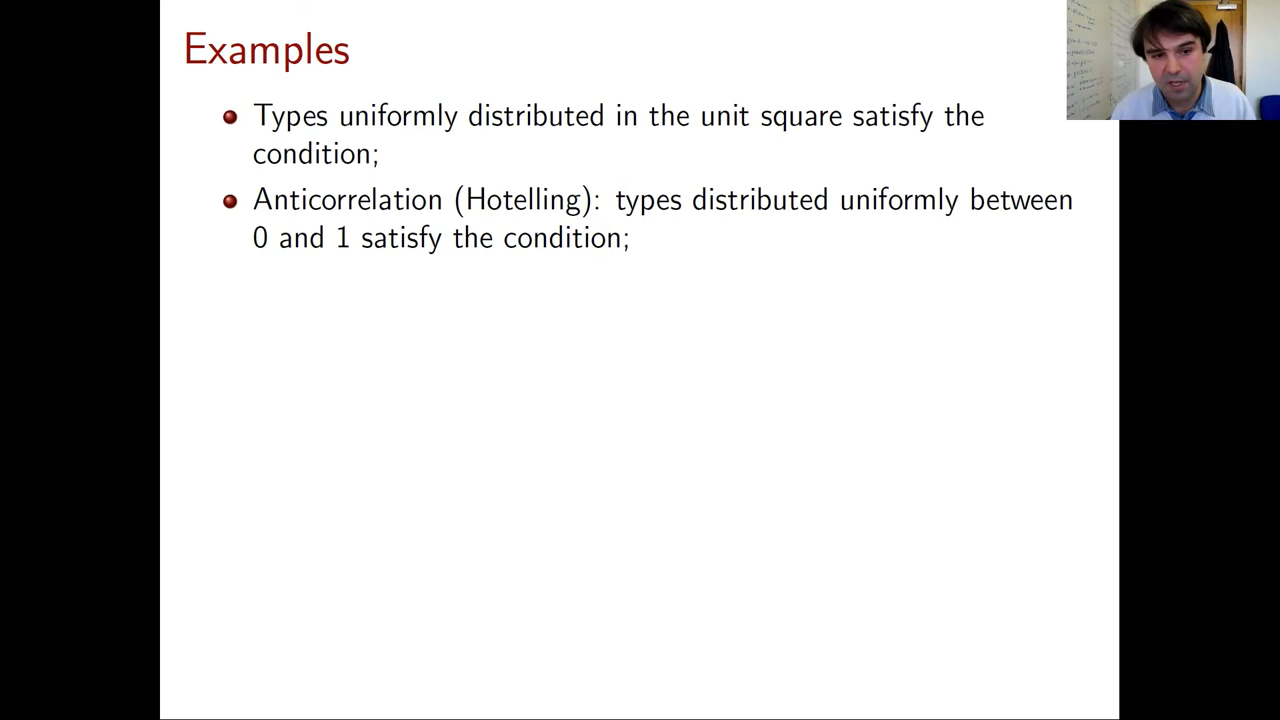 Examples
Types uniformly distributed in the unit square satisfy the
condition;
Anticorrelation (Hotelling): types distributed uniformly between
0 and 1 satisfy the condition;